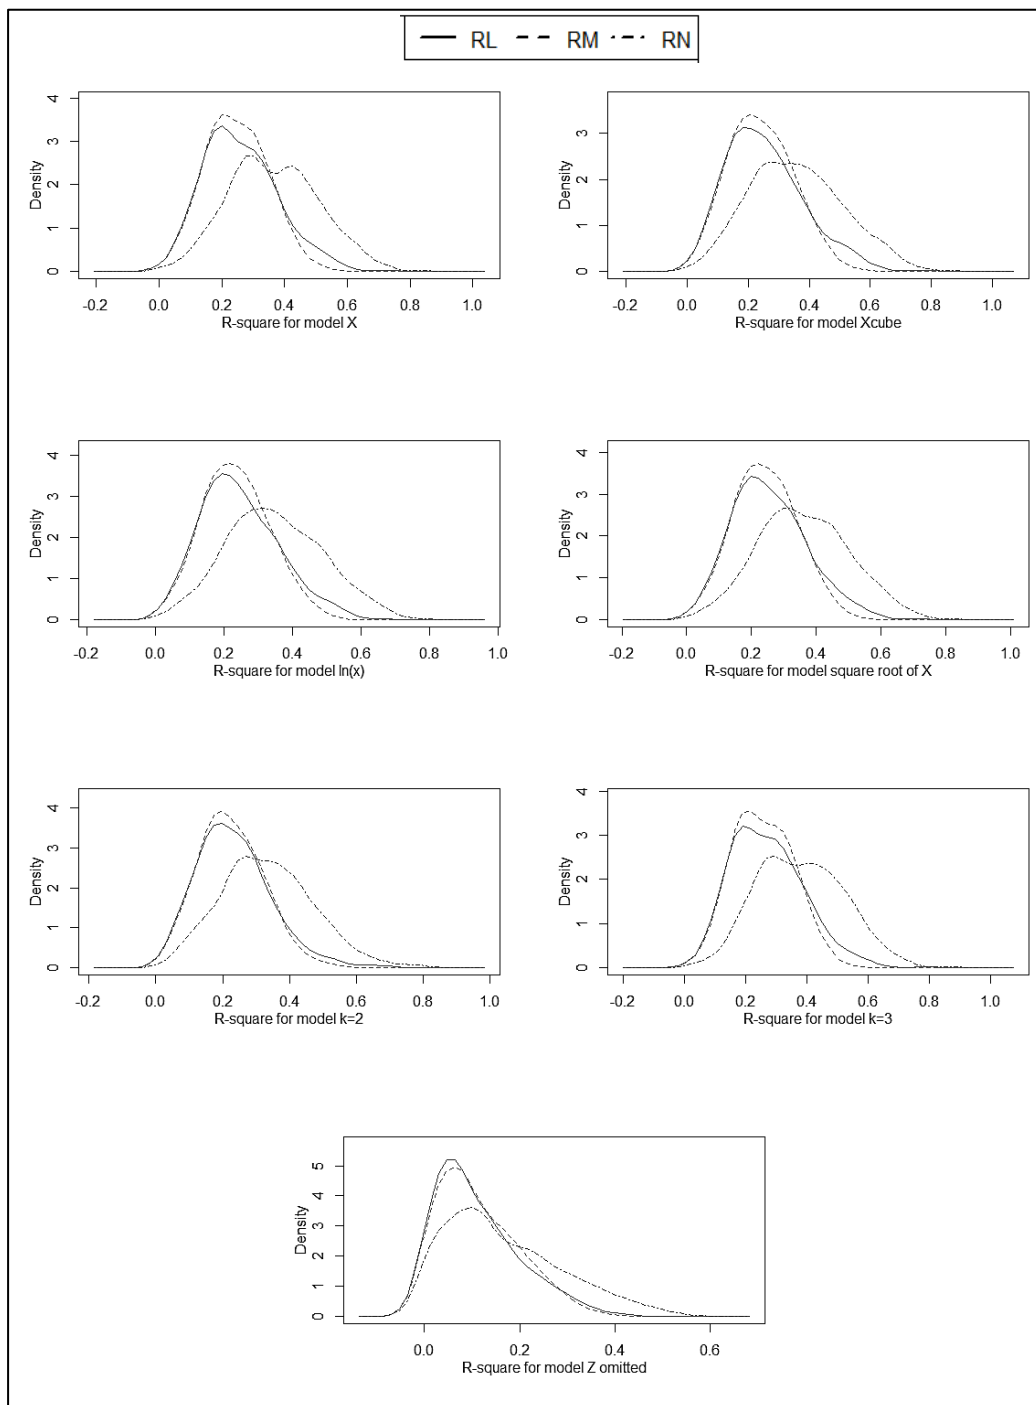 RL RM RN
4
3
2
1
0
Density
-0.2 0.0 0.2 0.4 0.6 0.8 1.0
R-square for model X
3
2
1
0
Density
-0.2 0.0 0.2 0.4 0.6 0.8 1.0
R-square for model Xcube
4
3
2
1
0
Density
-0.2 0.0 0.2 0.4 0.6 0.8 1.0
R-square for model ln(x)
4
3
2
1
0
Density
-0.2 0.0 0.2 0.4 0.6 0.8 1.0
R-square for model square root of X
4
3
2
1
0
Density
-0.2 0.0 0.2 0.4 0.6 0.8 1.0
R-square for model k=2
4
3
2
1
0
Density
-0.2 0.0 0.2 0.4 0.6 0.8 1.0
R-square for model k=3
5
4
3
2
1
0
Density
0.0 0.2 0.4 0.6
R-square for model Z omitted